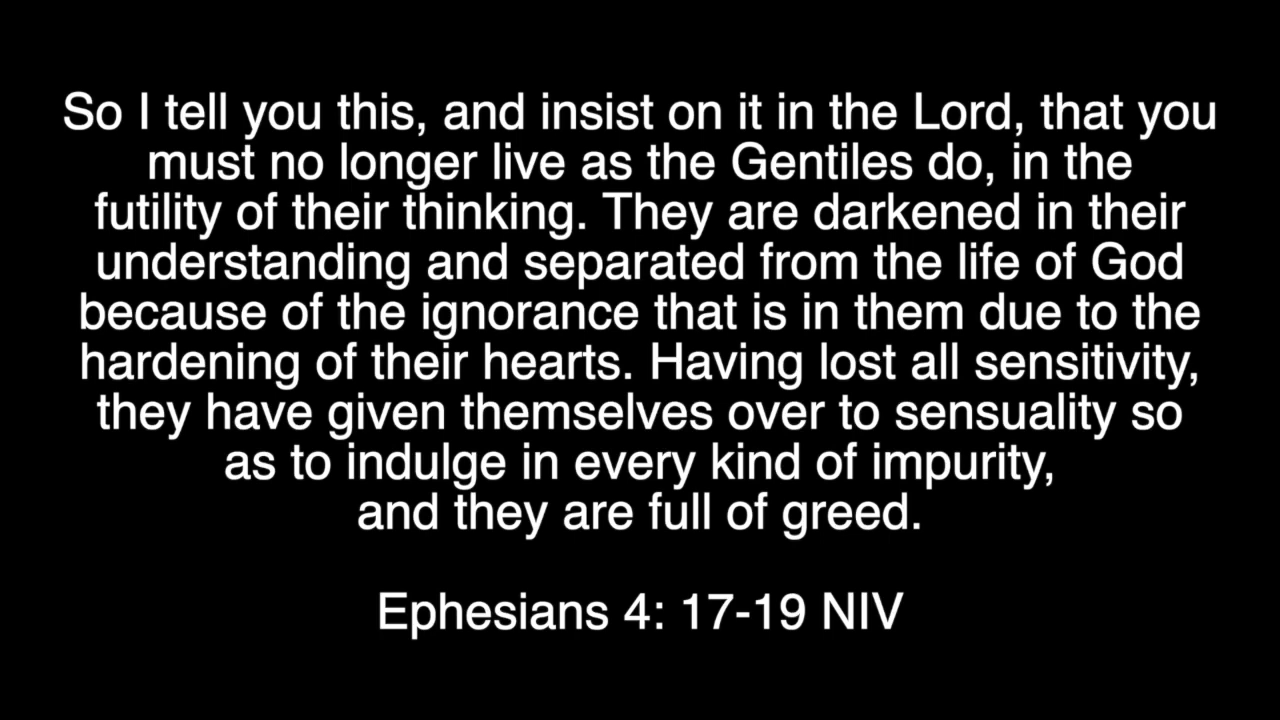 So I tell you this, and insist on it in the Lord, that you
must no longer live as the Gentiles do, in the
futility of their thinking. They are darkened in their
understanding and separated from the life of God
because of the ignorance that is in them due to the
hardening of their hearts. Having lost all sensitivity,
they have given themselves over to sensuality so
as to indulge in every kind of impurity,
and they are full of greed.
Ephesians 4: 17-19 NIV